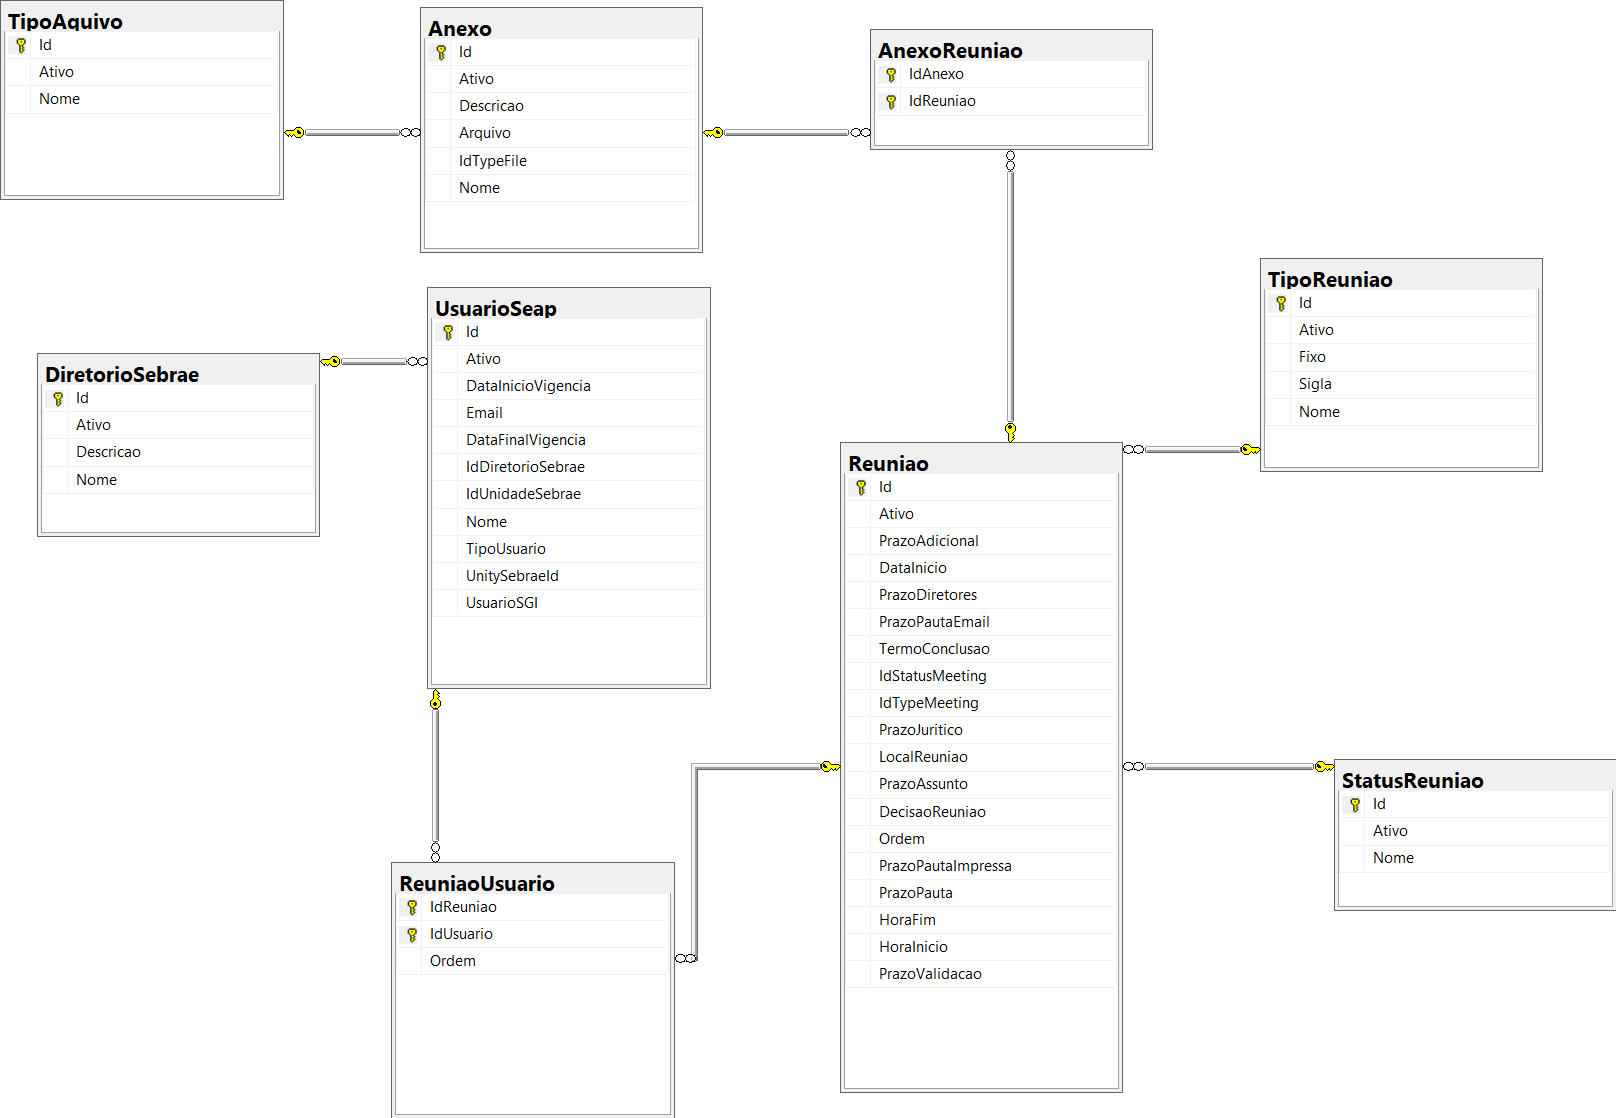 TipoAquivo
Id
Ativo
Nome
Anexo
Id
Ativo
Descricao
Arquivo
IdTypeFile
Nome
AnexoReuniao
IdAnexo
IdReuniao
TipoReuniao
Id
Ativo
Fixo
Sigla
Nome
UsuarioSeap
Id
Ativo
DataInicioVigencia
Email
DataFinalVigencia
IdDiretorioSebrae
IdUnidadeSebrae
Nome
TipoUsuario
UnitySebraeId
UsuarioSGI
DiretorioSebrae
Id
Ativo
Descricao
Nome
Reuniao
Id
Ativo
PrazoAdicional
DataInicio
PrazoDiretores
PrazoPautaEmail
TermoConclusao
IdStatusMeeting
IdTypeMeeting
PrazoJuritico
LocalReuniao
PrazoAssunto
DecisaoReuniao
Ordem
PrazoPautaImpressa
PrazoPauta
HoraFim
HoraInicio
PrazoValidacao
StatusReuniao
Id
Ativo
Nome
ReuniaoUsuario
IdReuniao
IdUsuario
Ordem